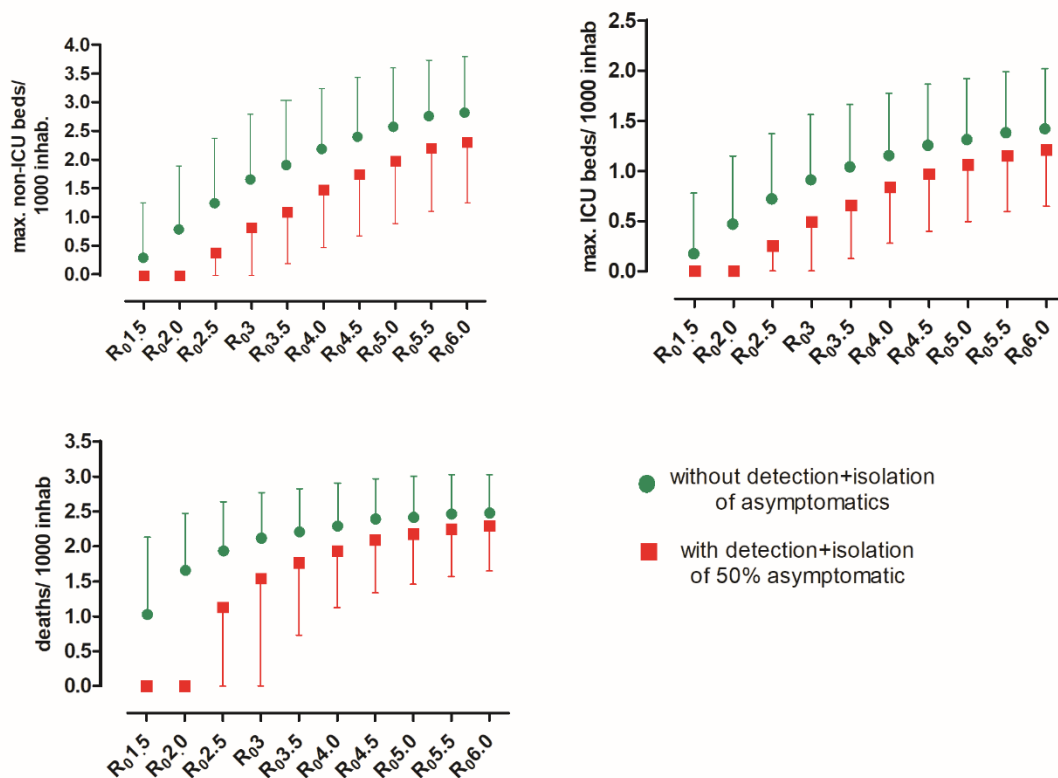 max. non-ICU beds/
1000 inhab.
4.0
3.5
3.0
2.5
2.0
1.5
1.0
0.5
0.0
R₀1.5
R₀2.0
R₀2.5
R₀3
R₀3.5
R₀4.0
R₀4.5
R₀5.0
R₀5.5
R₀6.0
max. ICU beds/ 1000 inhab
2.5
2.0
1.5
1.0
0.5
0.0
R₀1.5
R₀2.0
R₀2.5
R₀3
R₀3.5
R₀4.0
R₀4.5
R₀5.0
R₀5.5
R₀6.0
deaths/ 1000 inhab
3.5
3.0
2.5
2.0
1.5
1.0
0.5
0.0
R₀1.5
R₀2.0
R₀2.5
R₀3
R₀3.5
R₀4.0
R₀4.5
R₀5.0
R₀5.5
R₀6.0
without detection+isolation
of asymptomatics
with detection+isolation
of 50% asymptomatic